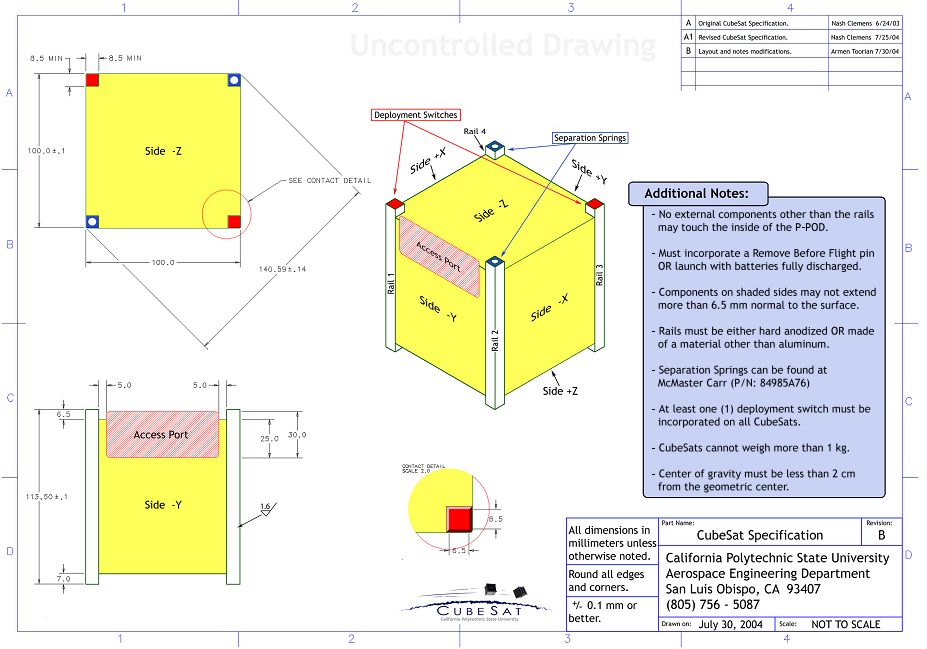 1
2
3
4
Uncontrolled Drawing
A Original CubeSat Specification. Nash Clemens 6/24/03
A1 Revised CubeSat Specification. Nash Clemens 7/25/04
B Layout and notes modifications. Armen Toorian 7/30/04
A
A
B
B
C
C
D
D
8.5 MIN
8.5 MIN
Side -Z
100.0±.1
SEE CONTACT DETAIL
100.0
140.59±.14
Deployment Switches
Rail 4
Separation Springs
Side +X
Side +Y
Side -Z
Access Port
Rail 1
Rail 3
Side -Y
Side -X
Rail 2
Side +Z
Additional Notes:
- No external components other than the rails
may touch the inside of the P-POD.
- Must incorporate a Remove Before Flight pin
OR launch with batteries fully discharged.
- Components on shaded sides may not extend
more than 6.5 mm normal to the surface.
- Rails must be either hard anodized OR made
of a material other than aluminum.
- Separation Springs can be found at
McMaster Carr (P/N: 84985A76)
- At least one (1) deployment switch must be
incorporated on all CubeSats.
- CubeSats cannot weigh more than 1 kg.
- Center of gravity must be less than 2 cm
from the geometric center.
5.0
5.0
6.5
Access Port
25.0
30.0
113.50±.1
Side -Y
1.6
7.0
CONTACT DETAIL
SCALE 2.0
6.5
6.5
CUBESAT
California Polytechnic State University
All dimensions in
millimeters unless
otherwise noted.
Round all edges
and corners.
+/- 0.1 mm or
better.
Part Name:
CubeSat Specification
Revision:
B
California Polytechnic State University
Aerospace Engineering Department
San Luis Obispo, CA 93407
(805) 756 - 5087
Drawn on: July 30, 2004
Scale: NOT TO SCALE
1
2
3
4